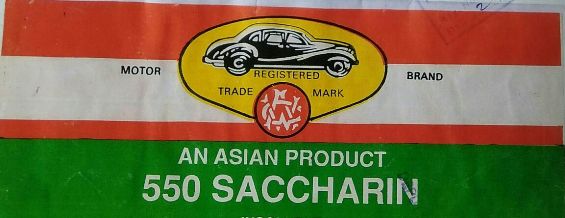 MOTOR BRAND
REGISTERED
TRADE MARK
AN ASIAN PRODUCT
550 SACCHARIN